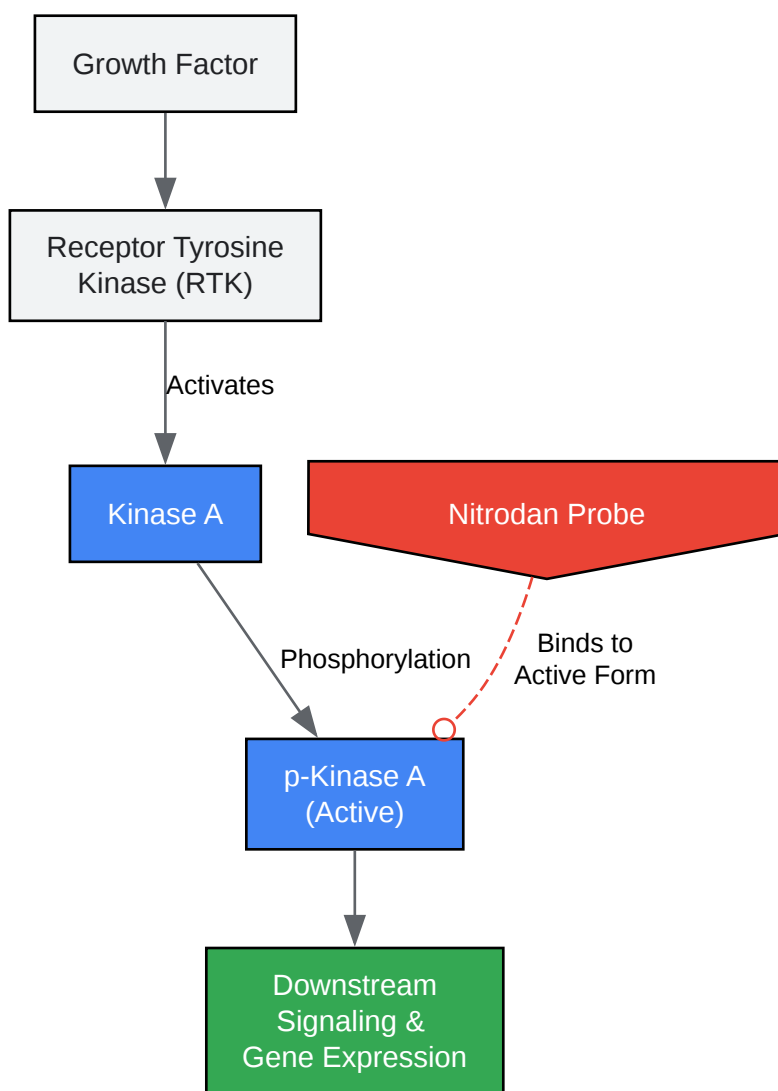 Growth Factor
Receptor Tyrosine
Kinase (RTK)
Activates
Kinase A
Nitrodan Probe
Phosphorylation
Binds to
Active Form
p-Kinase A
(Active)
Downstream
Signaling &
Gene Expression